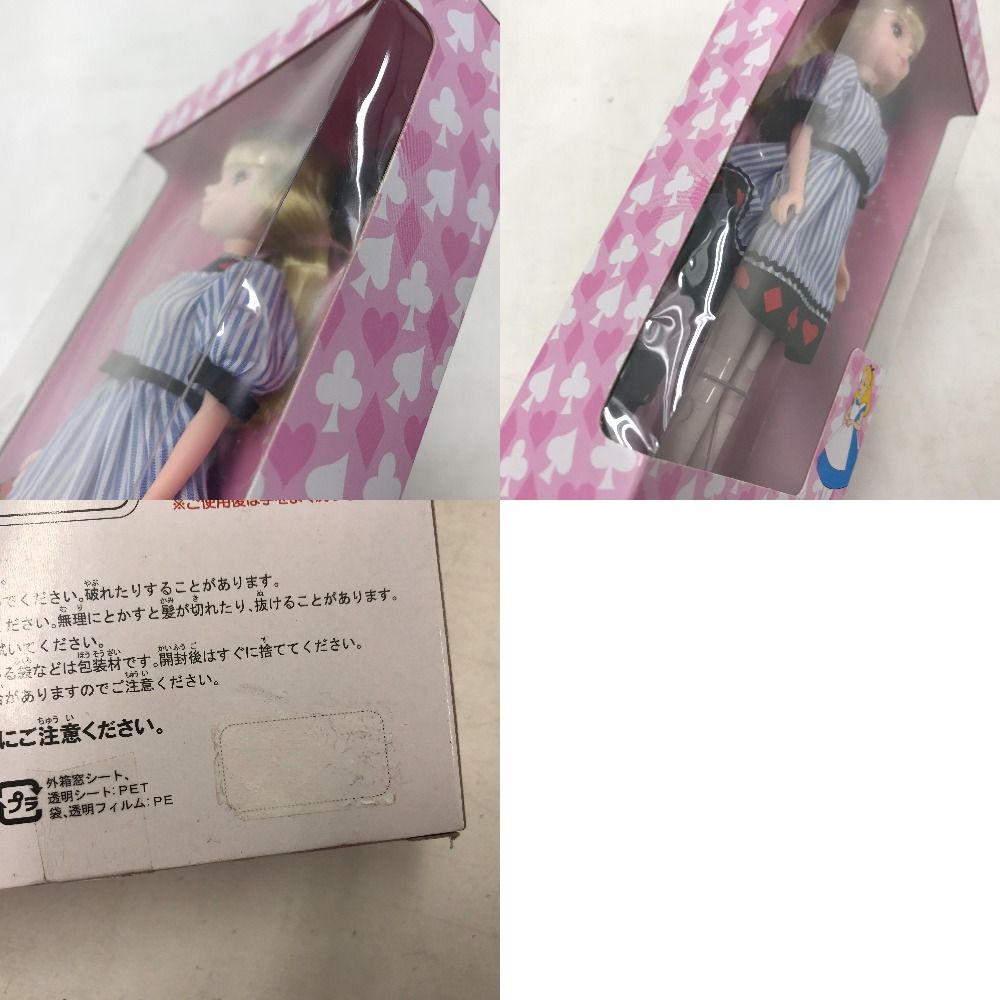 ※ご使用後は
でください。破れたりすることがあります。
ください。無理にとかすと髪が切れたり、抜けることがあります。
拭いてください。
る袋などは包装材です。開封後はすぐに捨ててください。
がありますのでご注意ください。
にご注意ください。
プラ
外箱窓シート、
透明シート:PET
袋、透明フィルム:PE